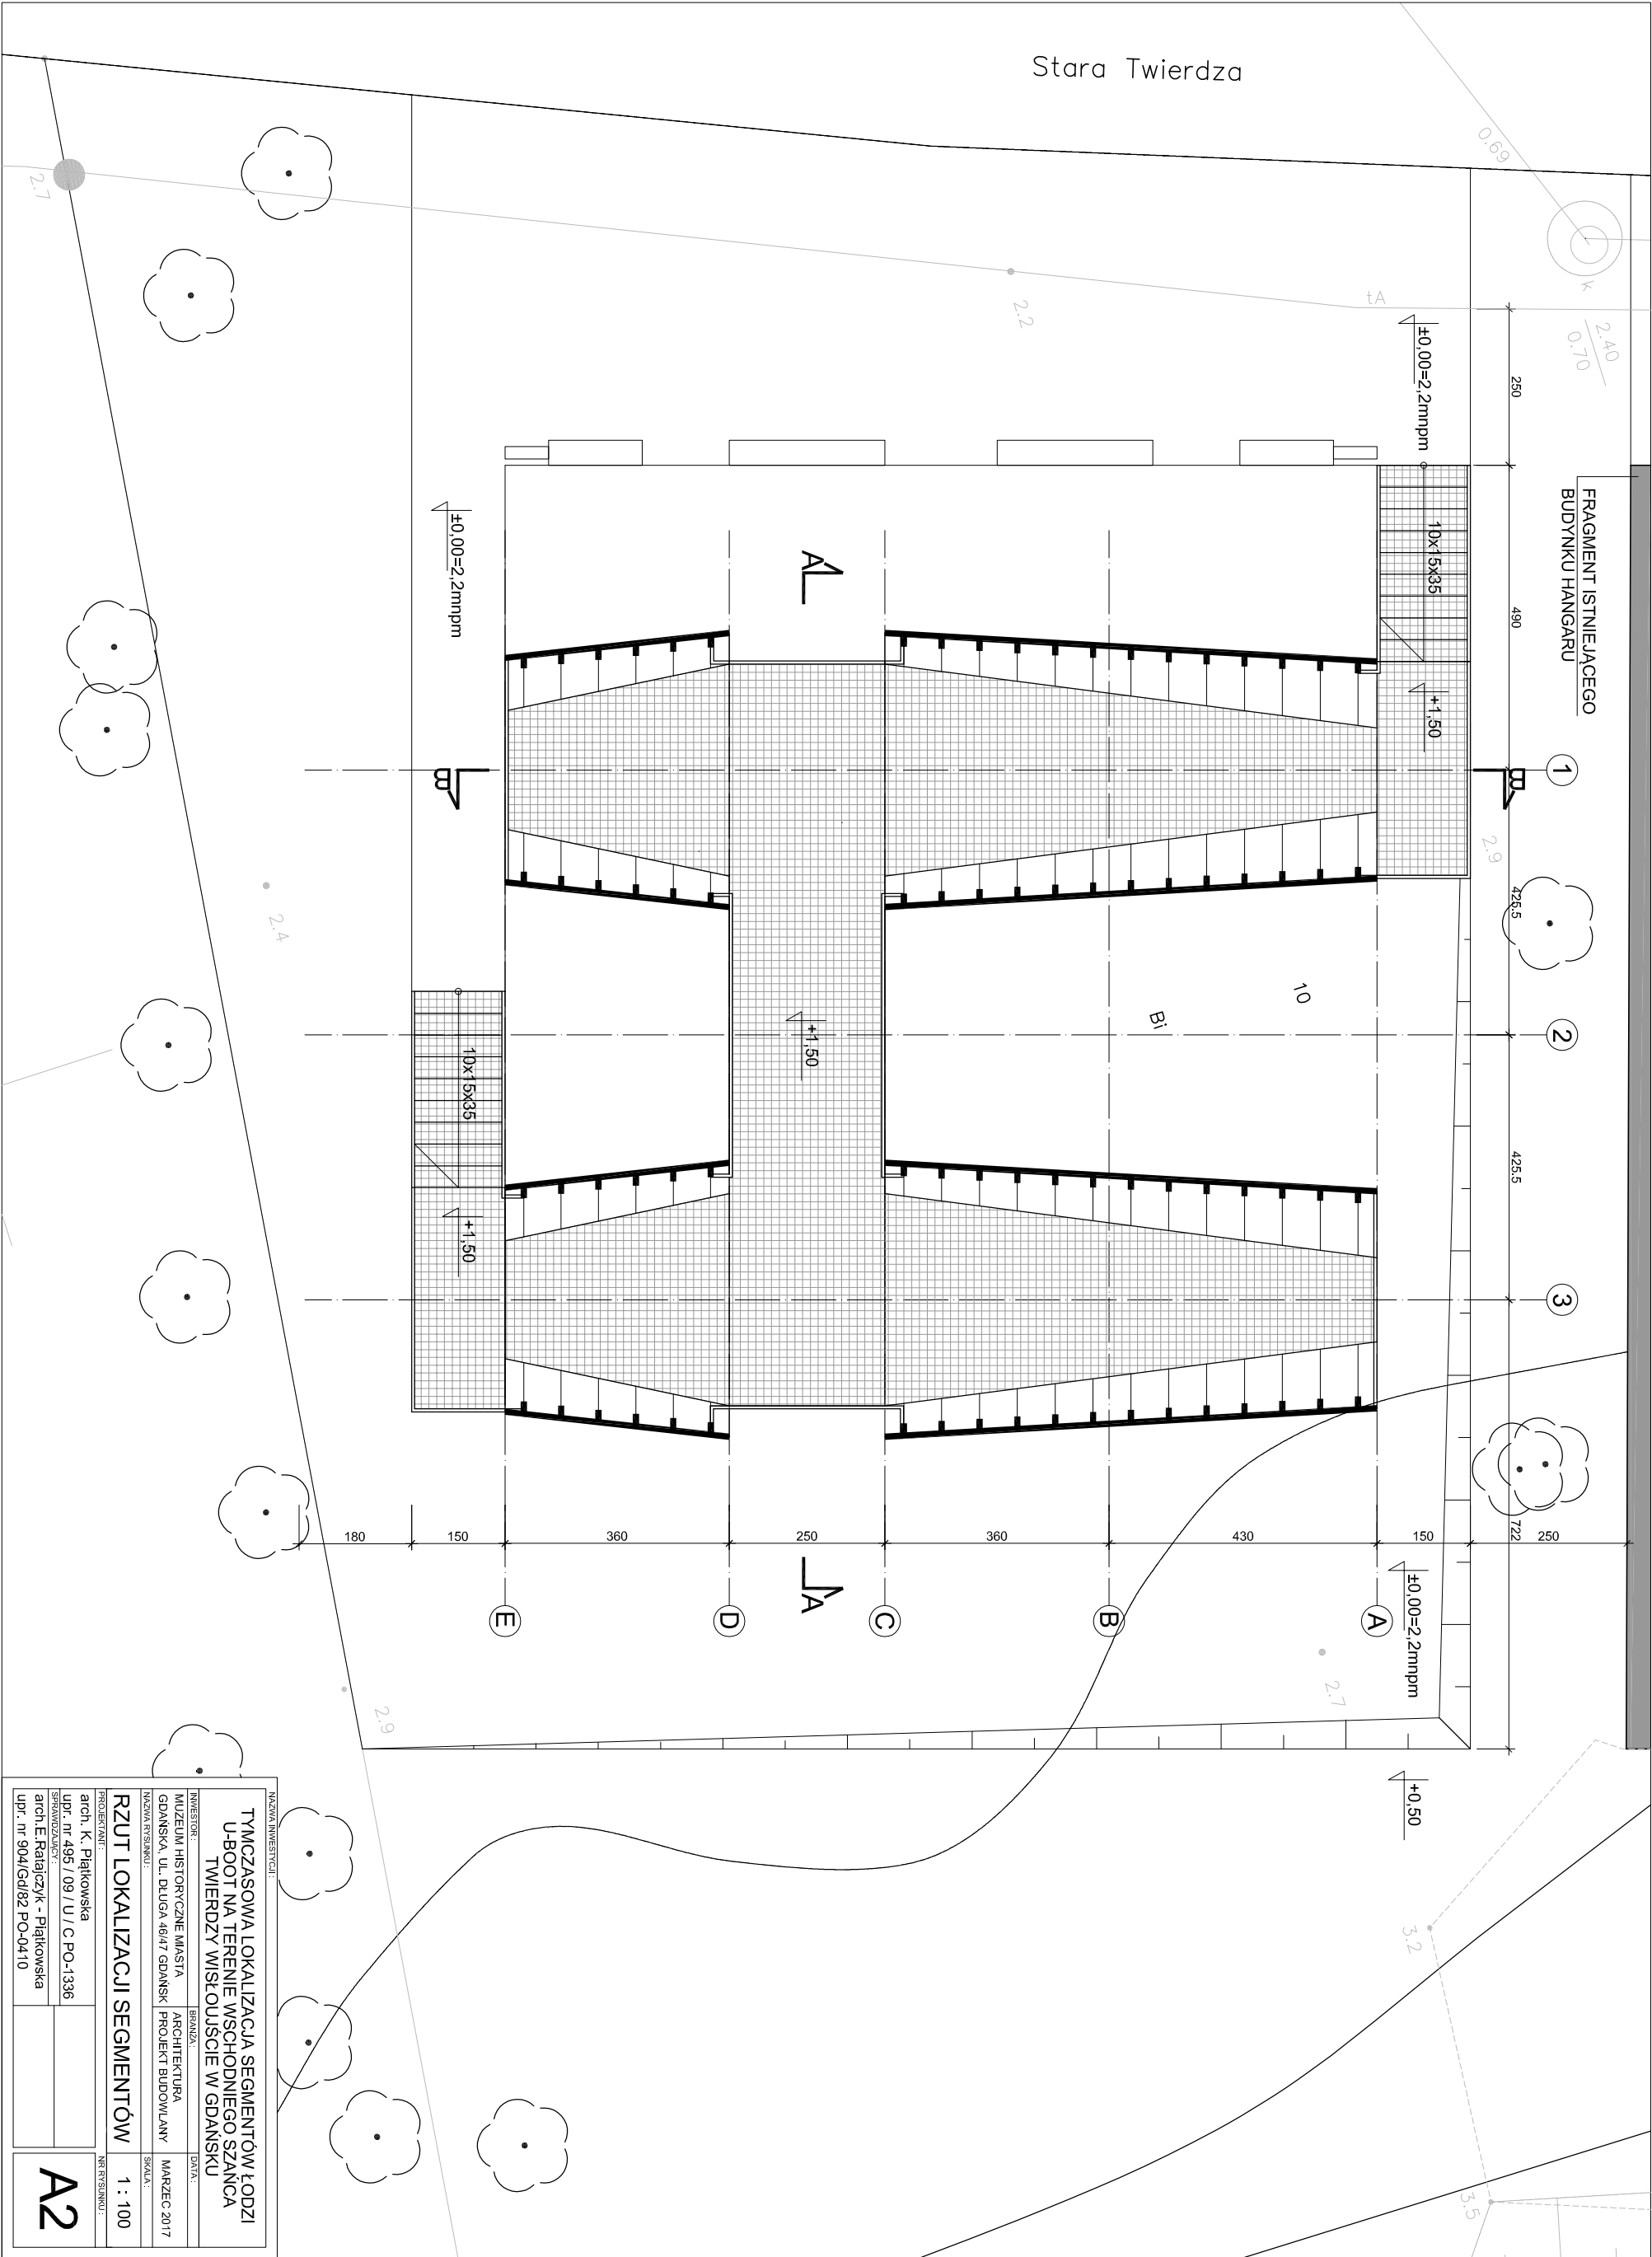 Stara Twierdza
0.69
k
2.40
0.70
tA
2.7
2.2
±0,00=2,2mnpm
250
490
425.5
425.5
722
FRAGMENT ISTNIEJĄCEGO
BUDYNKU HANGARU
10x15x35
+1,50
±0,00=2,2mnpm
A
B
B
1
2
3
2.9
2.4
10
Bi
+1,50
10x15x35
+1,50
180
150
360
250
360
430
150
250
A
E
D
C
B
A
±0,00=2,2mnpm
2.7
2.9
+0,50
3.2
3.5
NAZWA INWESTYCJI :
TYMCZASOWA LOKALIZACJA SEGMENTÓW ŁODZI
U-BOOT NA TERENIE WSCHODNIEGO SZAŃCA
TWIERDZY WISŁOUJŚCIE W GDAŃSKU
INWESTOR :
MUZEUM HISTORYCZNE MIASTA
GDAŃSKA, UL. DŁUGA 46/47 GDAŃSK
BRANŻA :
ARCHITEKTURA
PROJEKT BUDOWLANY
DATA :
MARZEC 2017
NAZWA RYSUNKU :
RZUT LOKALIZACJI SEGMENTÓW
SKALA :
1 : 100
PROJEKTANT :
arch. K. Piątkowska
upr. nr 495 / 09 / U / C PO-1336
SPRAWDZAJĄCY :
arch.E.Ratajczyk - Piątkowska
upr. nr 904/Gd/82 PO-0410
NR RYSUNKU :
A2